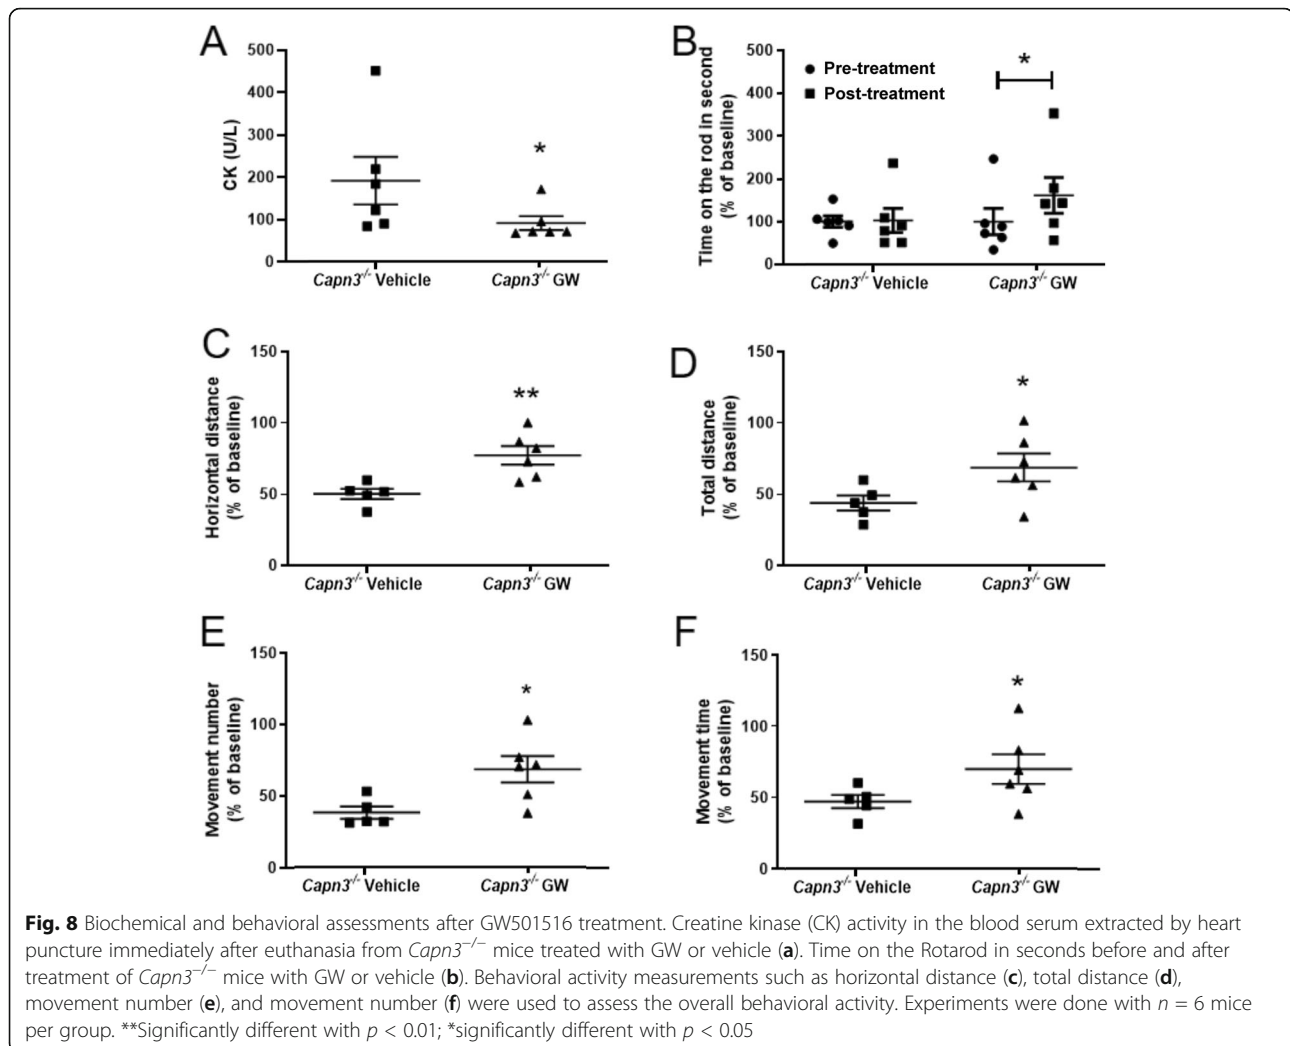 A
500
400
300
200
100
0
CK (U/L)
*
Capn3-/- Vehicle
Capn3-/- GW
B
500
400
300
200
100
0
Time on the rod in second
(% of baseline)
Pre-treatment
Post-treatment
*
Capn3-/- Vehicle
Capn3-/- GW
C
150
100
50
0
Horizontal distance
(% of baseline)
**
Capn3-/- Vehicle
Capn3-/- GW
D
150
100
50
0
Total distance
(% of baseline)
*
Capn3-/- Vehicle
Capn3-/- GW
E
150
100
50
0
Movement number
(% of baseline)
*
Capn3-/- Vehicle
Capn3-/- GW
F
150
100
50
0
Movement time
(% of baseline)
*
Capn3-/- Vehicle
Capn3-/- GW
Fig. 8 Biochemical and behavioral assessments after GW501516 treatment. Creatine kinase (CK) activity in the blood serum extracted by heart
puncture immediately after euthanasia from Capn3−/− mice treated with GW or vehicle (a). Time on the Rotarod in seconds before and after
treatment of Capn3−/− mice with GW or vehicle (b). Behavioral activity measurements such as horizontal distance (c), total distance (d),
movement number (e), and movement number (f) were used to assess the overall behavioral activity. Experiments were done with n = 6 mice
per group. **Significantly different with p < 0.01; *significantly different with p < 0.05